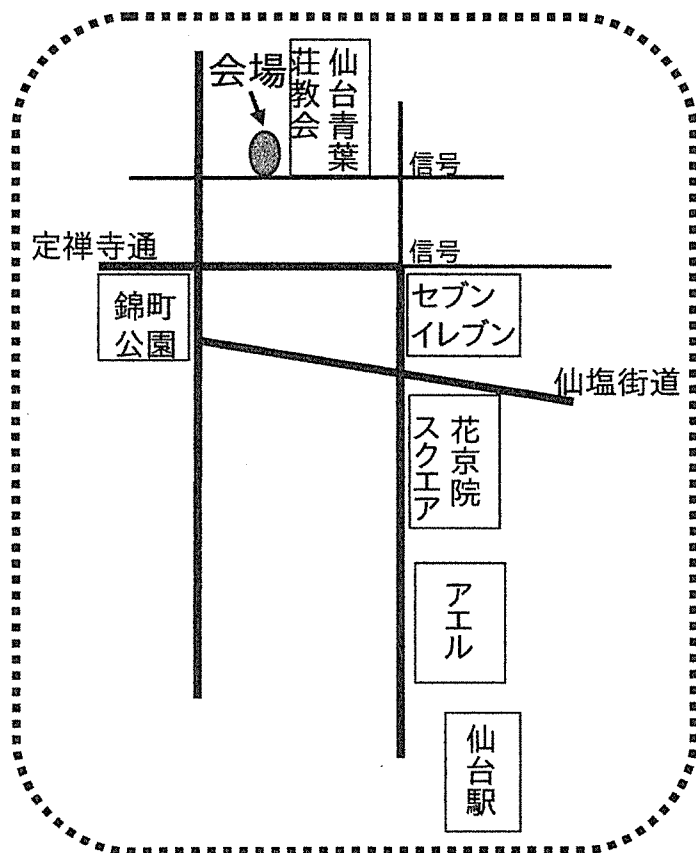 会場
仙台青葉
荘教会
信号
定禅寺通
信号
錦町
公園
セブン
イレブン
仙塩街道
花京院
スクエア
アエル
仙台駅